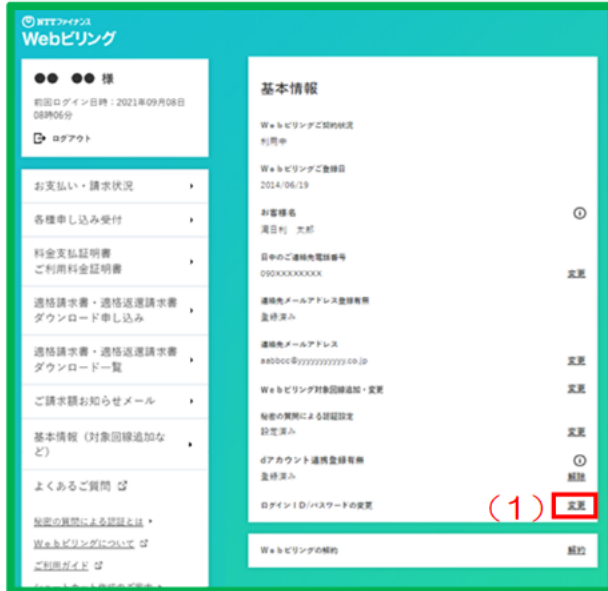 NTTファイナンス
Webビリング
●● ●● 様
前回ログイン日時：2021年09月08日
08時06分
ログアウト
お支払い・請求状況
各種申し込み受付
料金支払証明書
ご利用料金証明書
適格請求書・適格返還請求書
ダウンロード申し込み
適格請求書・適格返還請求書
ダウンロード一覧
ご請求額お知らせメール
基本情報（対象回線追加な
ど）
よくあるご質問
秘密の質問による認証とは
Webビリングについて
ご利用ガイド
基本情報
Webビリングご契約状況
利用中
Webビリングご登録日
2014/06/19
お客様名
濁日利 太郎
日中のご連絡先電話番号
090XXXXXXXX 変更
連絡先メールアドレス登録有無
登録済み
連絡先メールアドレス
aabbcc@yyyyyyyyyy.co.jp 変更
Webビリング対象回線追加・変更 変更
秘密の質問による認証設定
設定済み 変更
dアカウント連携登録有無
登録済み 解除
ログインID/パスワードの変更 （1） 変更
Webビリングの解約 解約